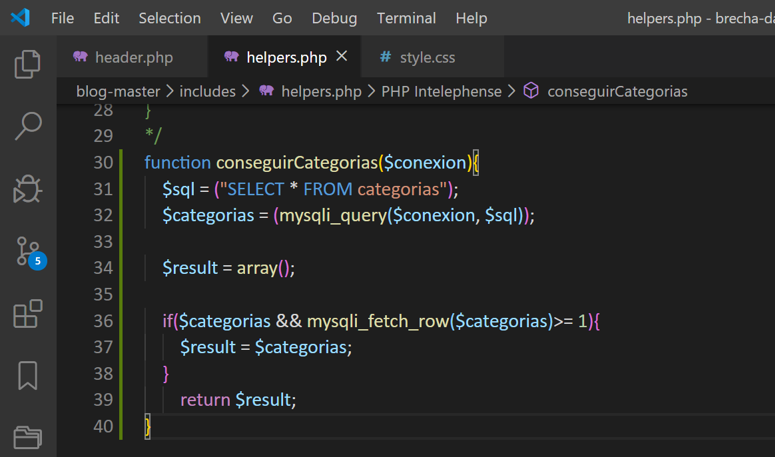 File Edit Selection View Go Debug Terminal Help helpers.php - brecha-da
header.php helpers.php # style.css
blog-master > includes > helpers.php > PHP Intelephense > conseguirCategorias
28 }
29 */
30 function conseguirCategorias($conexion){
31 $sql = ("SELECT * FROM categorias");
32 $categorias = (mysqli_query($conexion, $sql));
33
34 $result = array();
35
36 if($categorias && mysqli_fetch_row($categorias)>= 1){
37 $result = $categorias;
38 }
39 return $result;
40 }
5